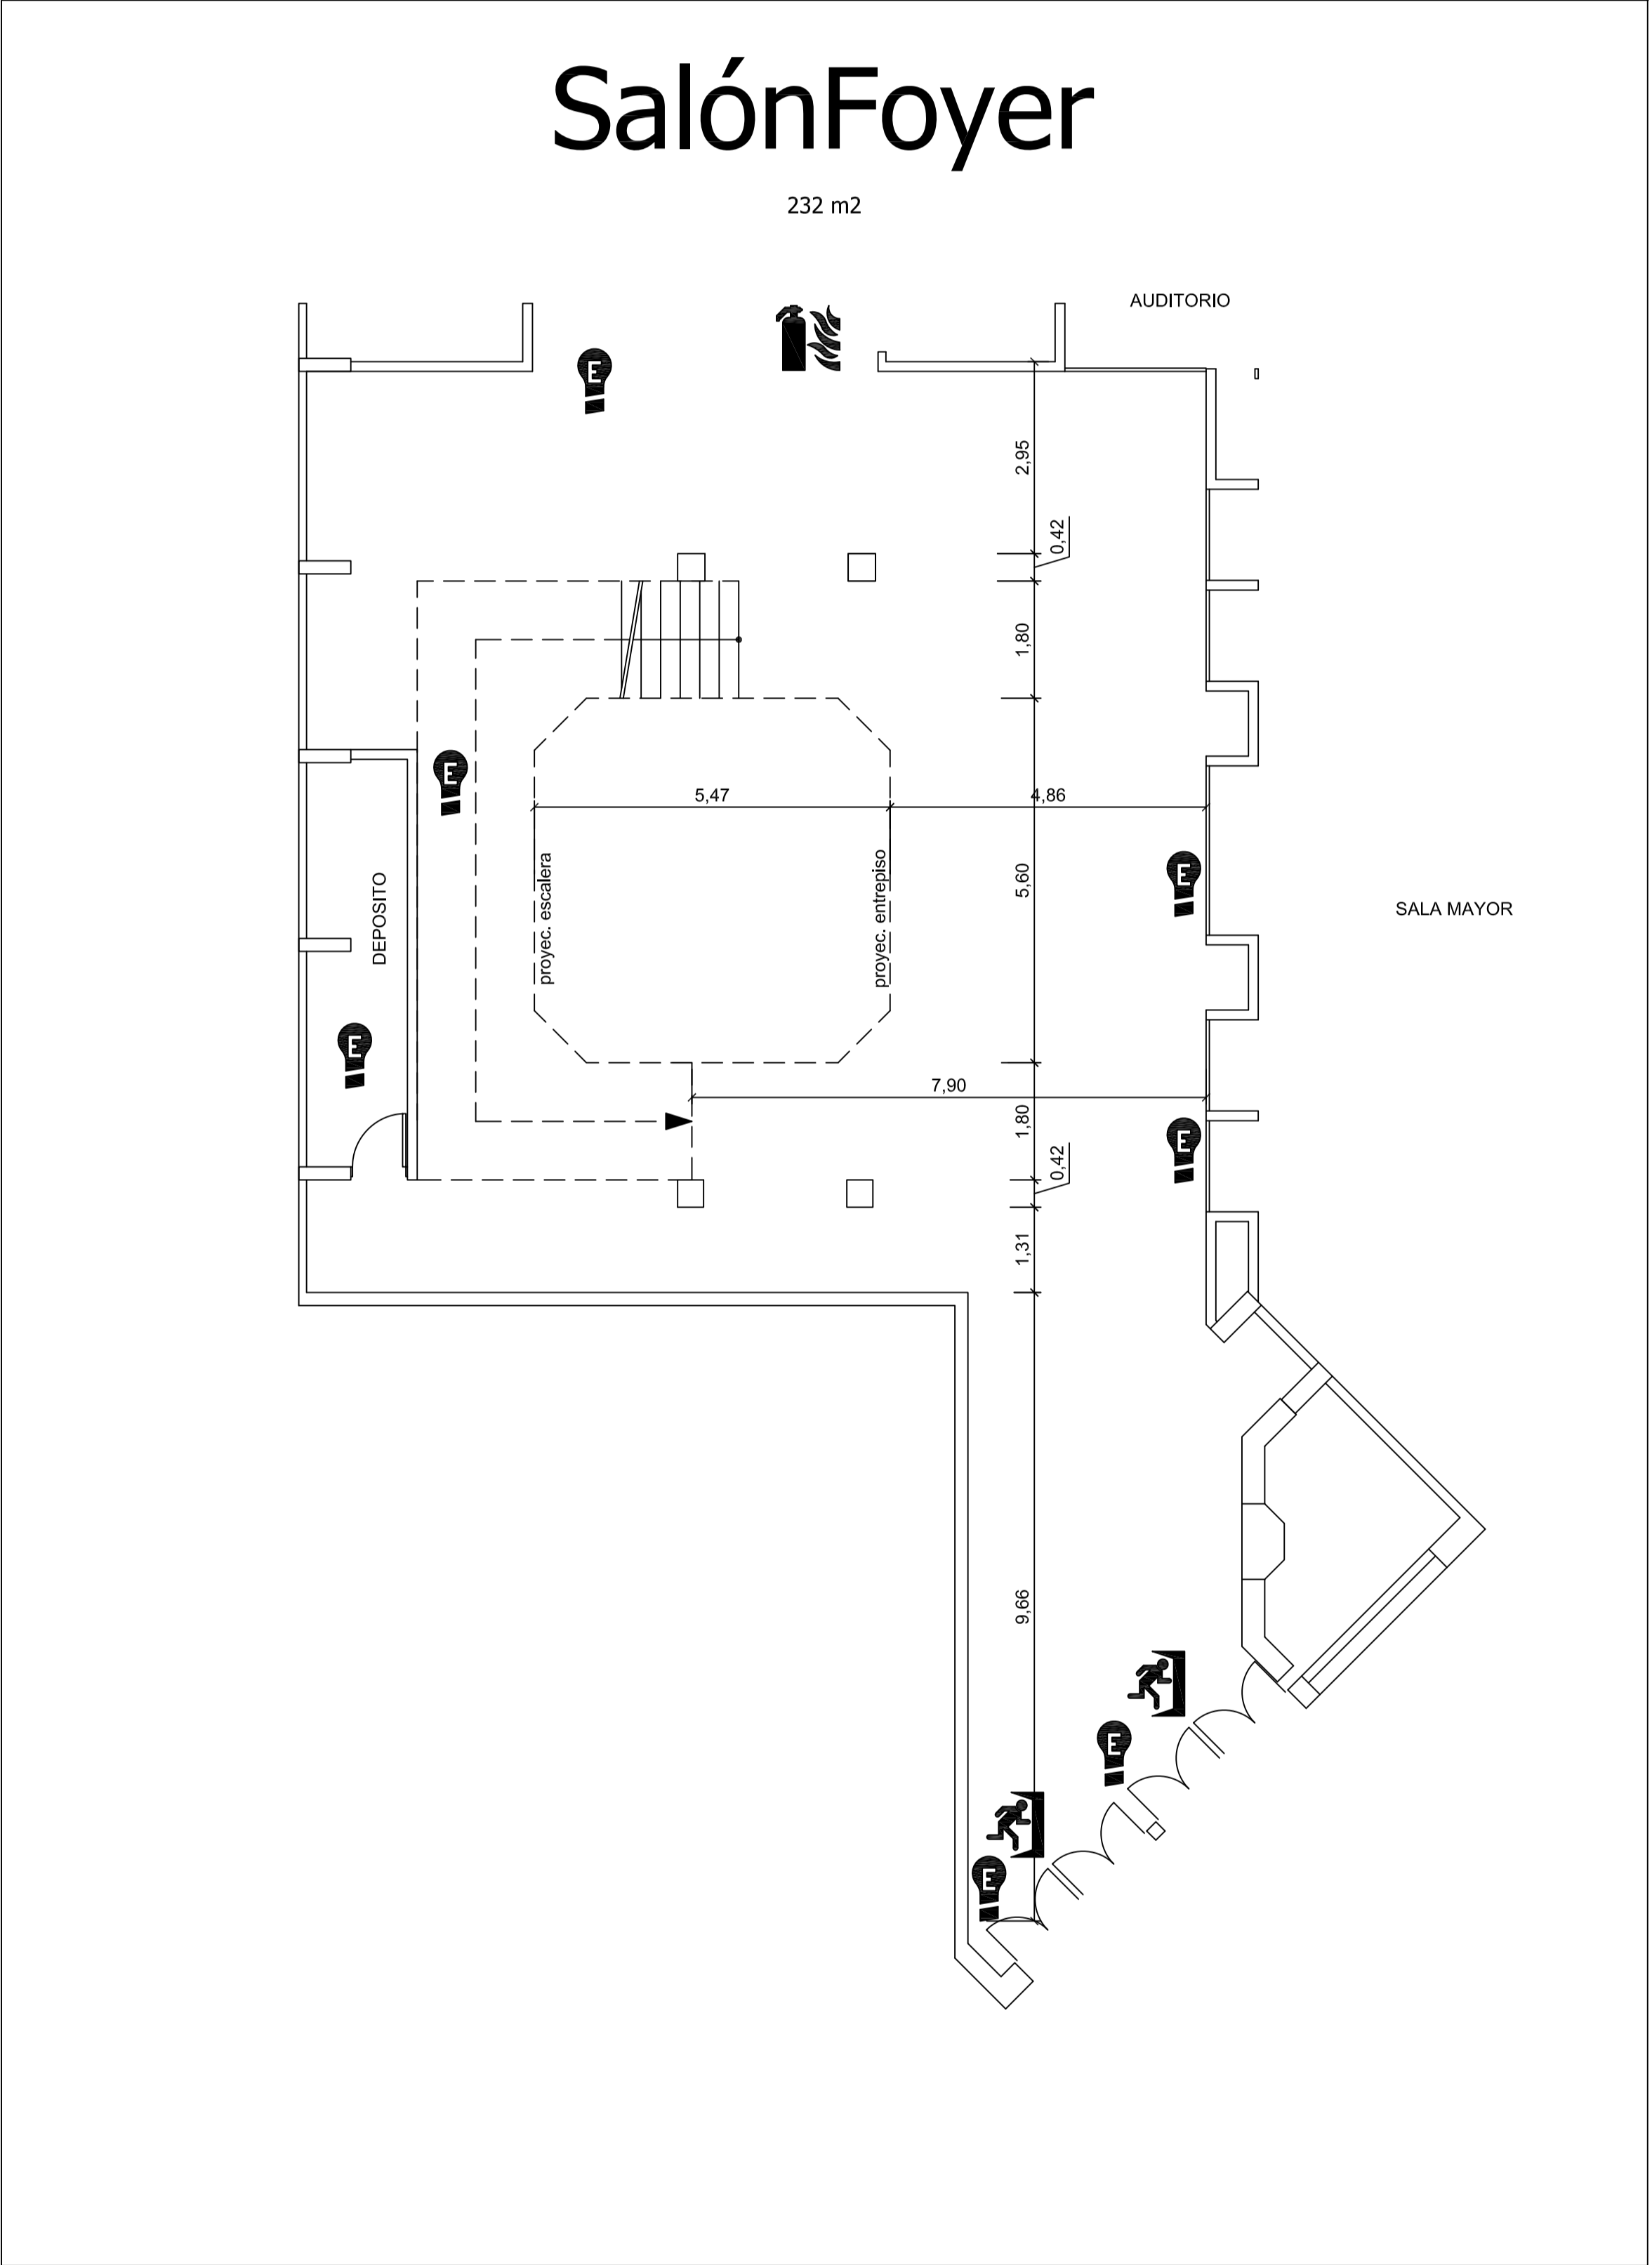 SalónFoyer
232 m2
AUDITORIO
E
2,95
0,42
1,80
E
5,47
4,86
E
DEPOSITO
proyec. escalera
proyec. entrepiso
5,60
SALA MAYOR
E
7,90
1,80
E
0,42
1,31
9,66
E
E